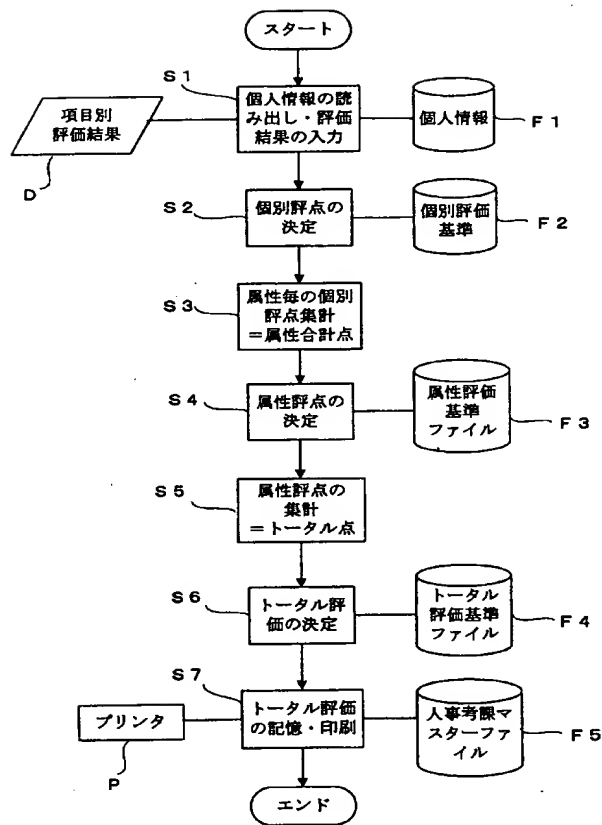 スタート
S1
個人情報の読
み出し・評価
結果の入力
項目別
評価結果
D
個人情報
F1
S2
個別評点の
決定
個別評価
基準
F2
S3
属性毎の個別
評点集計
=属性合計点
S4
属性評点の
決定
属性評価
基準
ファイル
F3
S5
属性評点の
集計
=トータル点
S6
トータル評
価の決定
トータル
評価基準
ファイル
F4
S7
トータル評価
の記憶・印刷
プリンタ
P
人事考課マ
スターファ
イル
F5
エンド